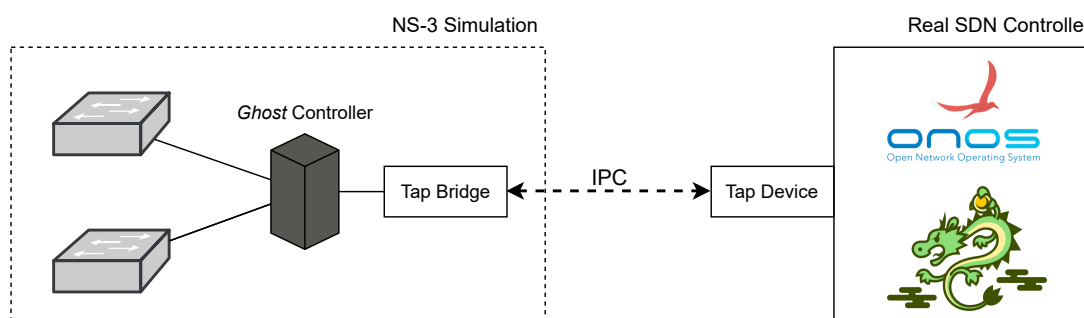 NS-3 Simulation
Real SDN Controlle
Ghost Controller
Tap Bridge
IPC
Tap Device
onos
Open Network Operating System